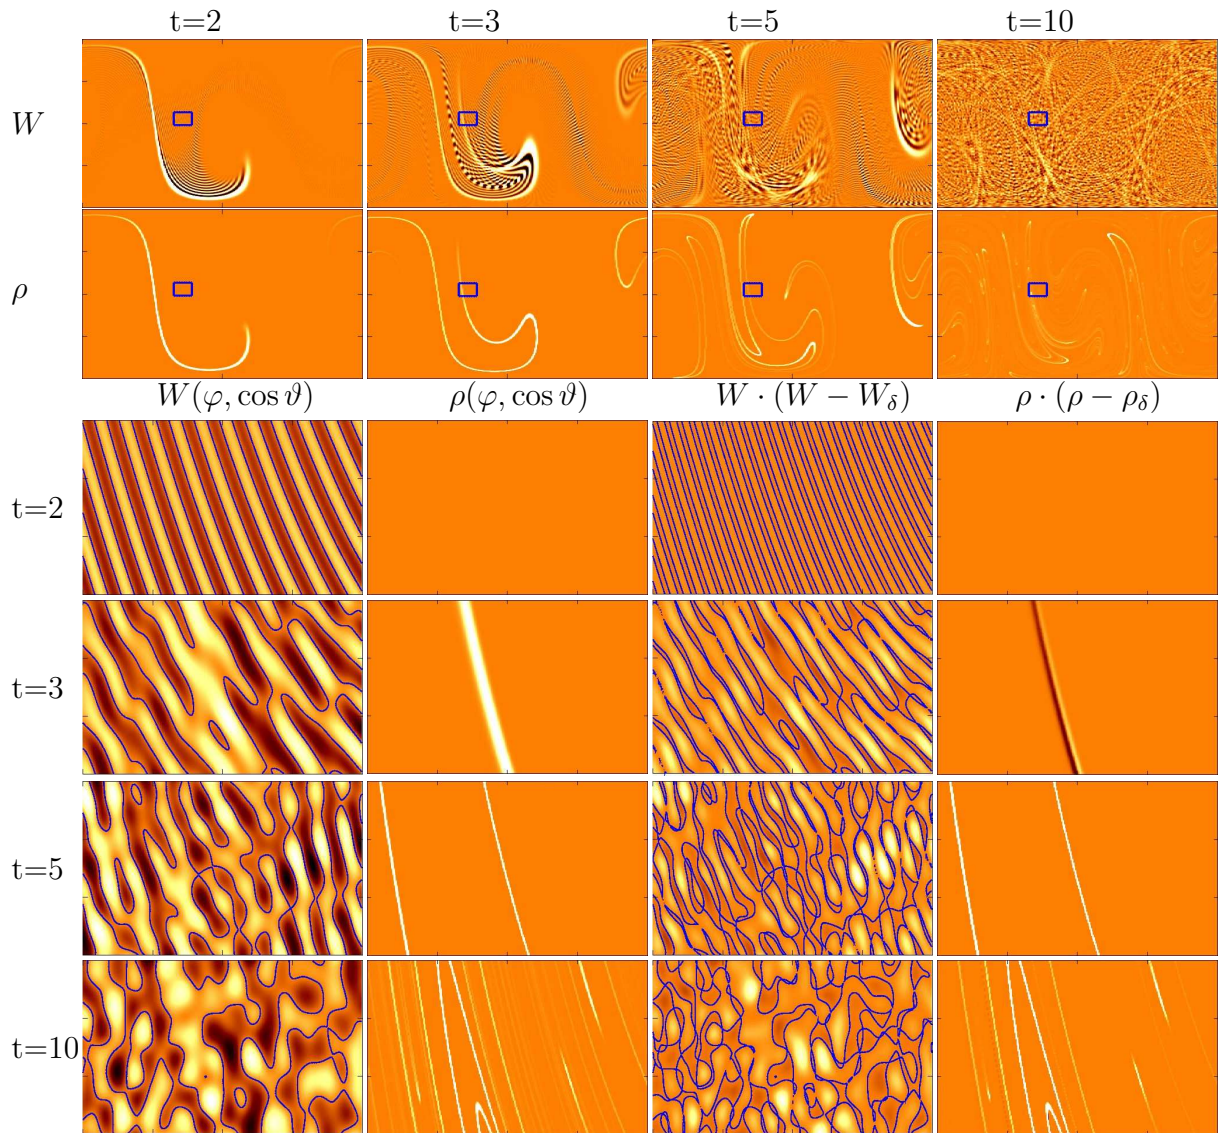 t=2 t=3 t=5 t=10
W
ρ
W(φ, cos ϑ) ρ(φ, cos ϑ) W · (W − W_δ) ρ · (ρ − ρ_δ)
t=2
t=3
t=5
t=10